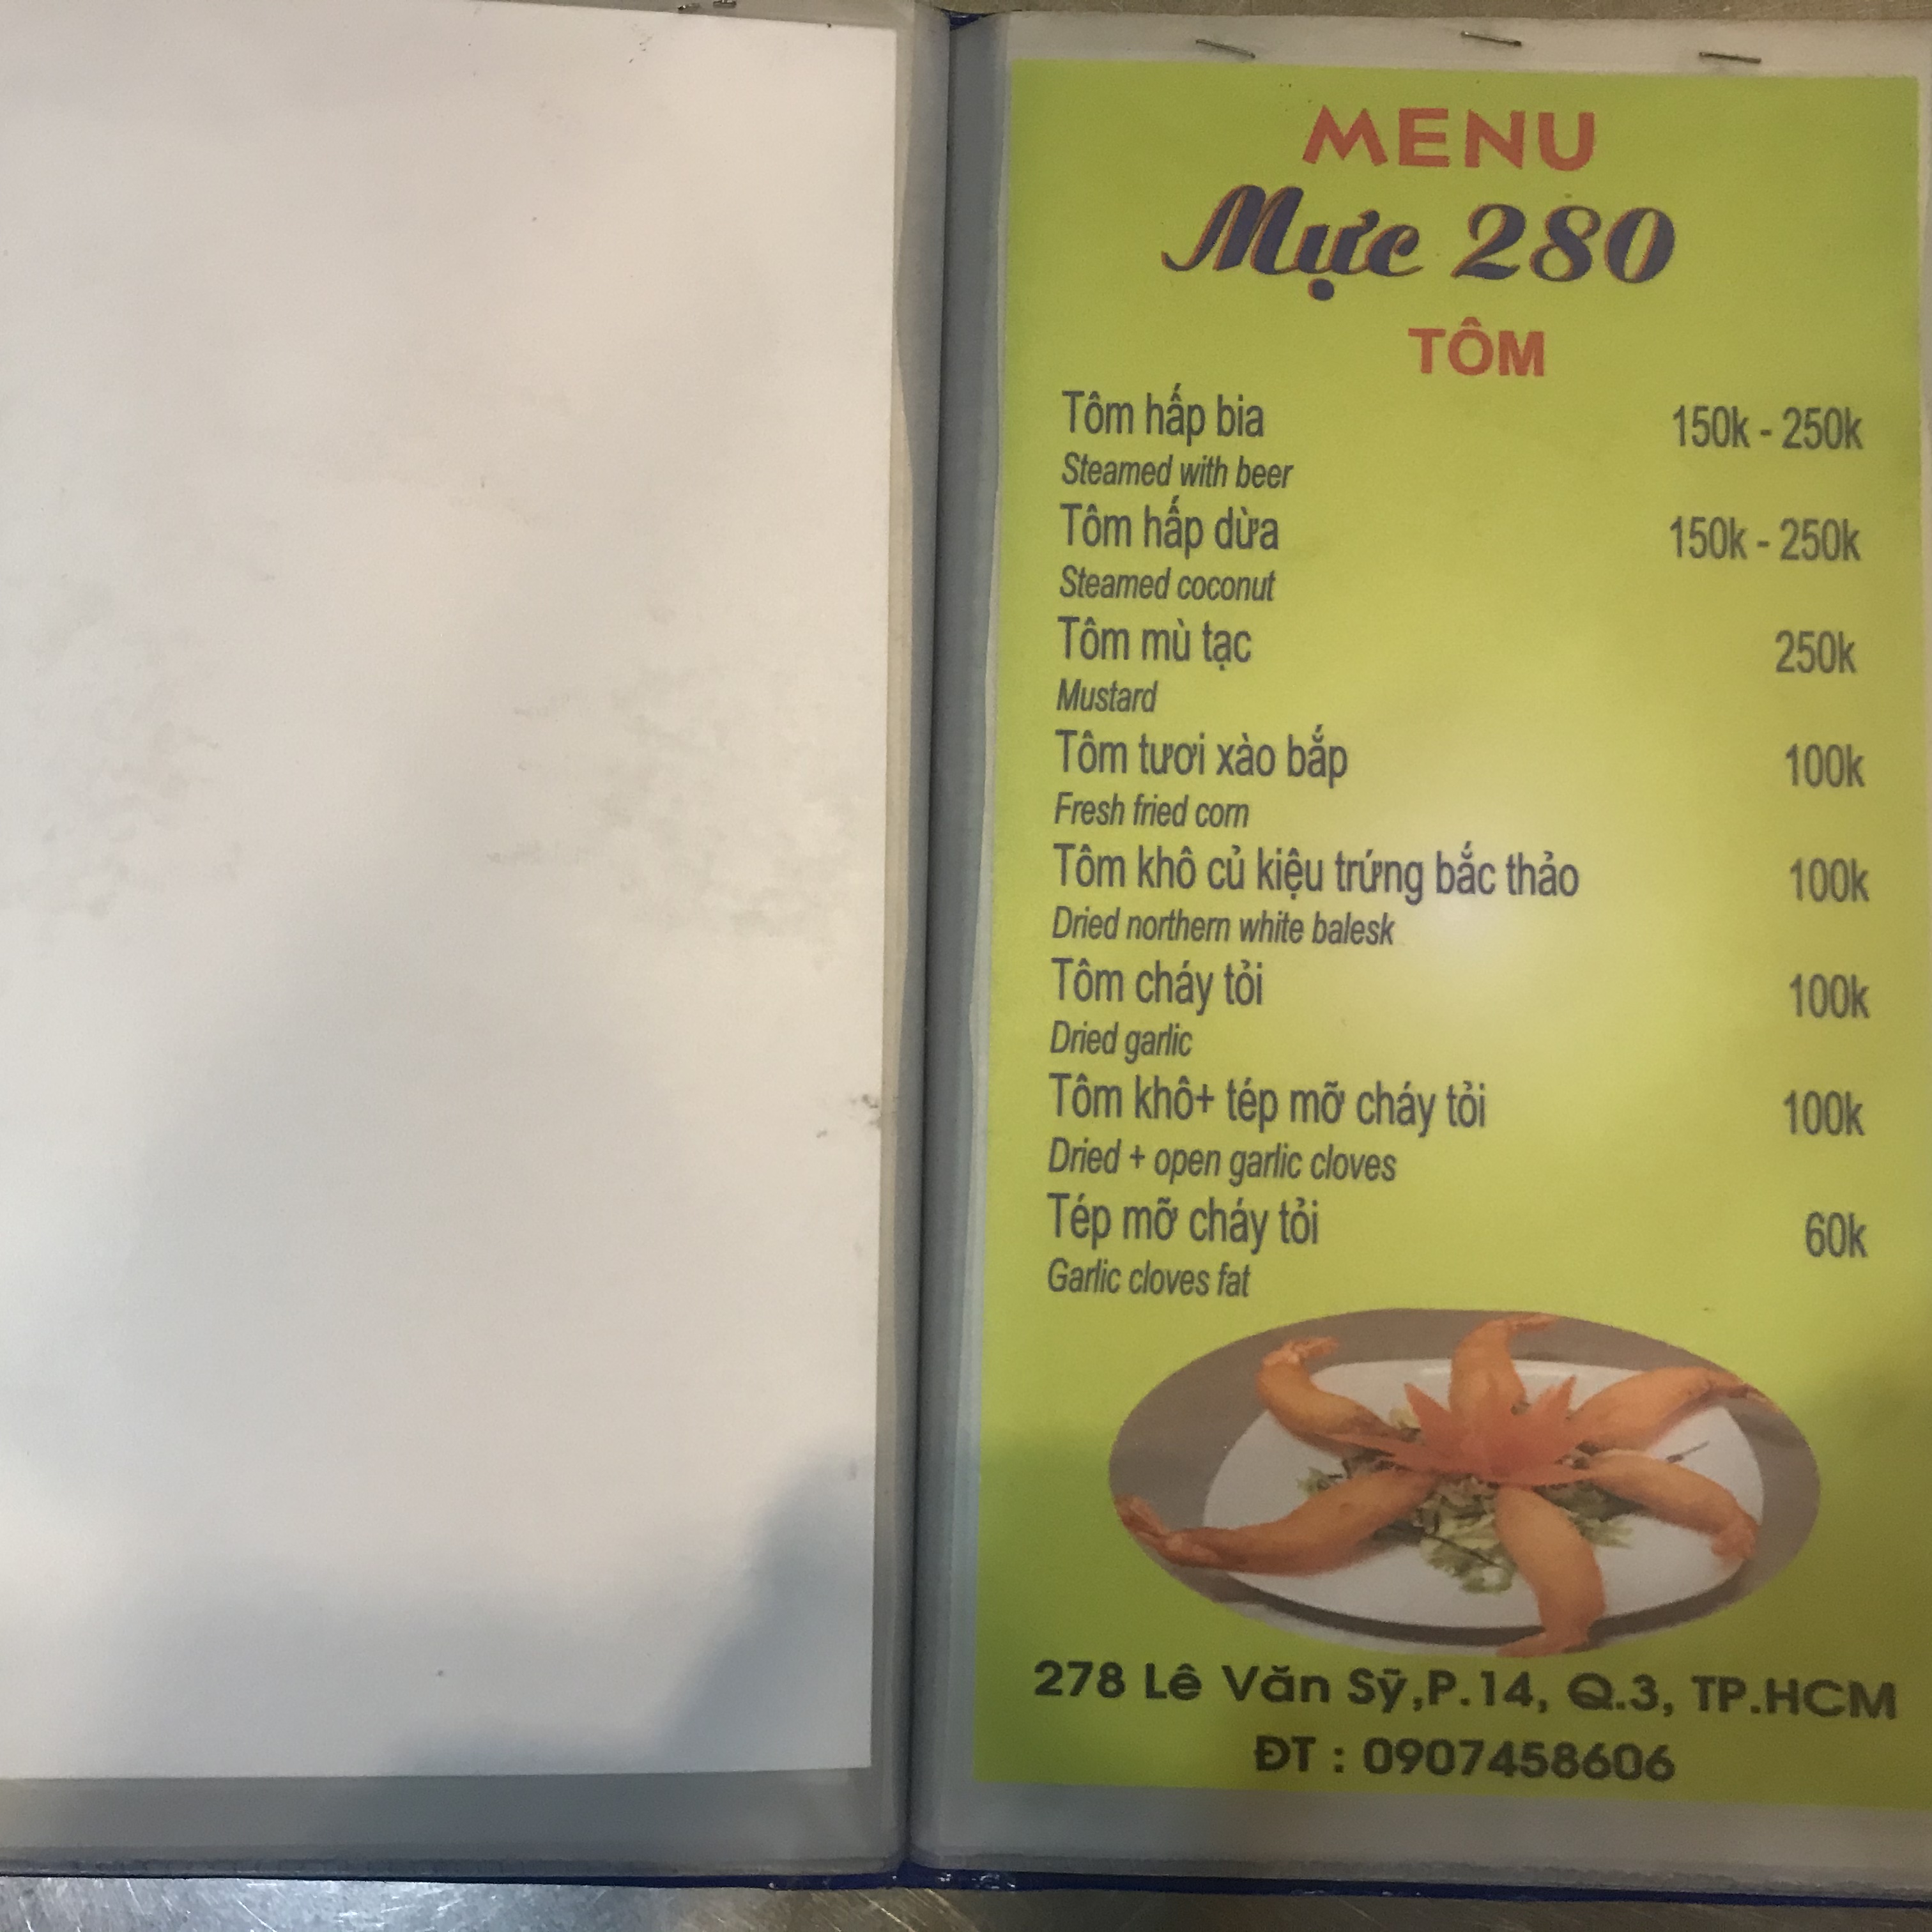 MENU
Mực 280
TÔM
Tôm hấp bia 150k - 250k
Steamed with beer
Tôm hấp dừa 150k - 250k
Steamed coconut
Tôm mù tạc 250k
Mustard
Tôm tươi xào bắp 100k
Fresh fried corn
Tôm khô củ kiệu trứng bắc thảo 100k
Dried northern white balesk
Tôm cháy tỏi 100k
Dried garlic
Tôm khô+ tép mỡ cháy tỏi 100k
Dried + open garlic cloves
Tép mỡ cháy tỏi 60k
Garlic cloves fat
278 Lê Văn Sỹ,P.14, Q.3, TP.HCM
ĐT : 0907458606